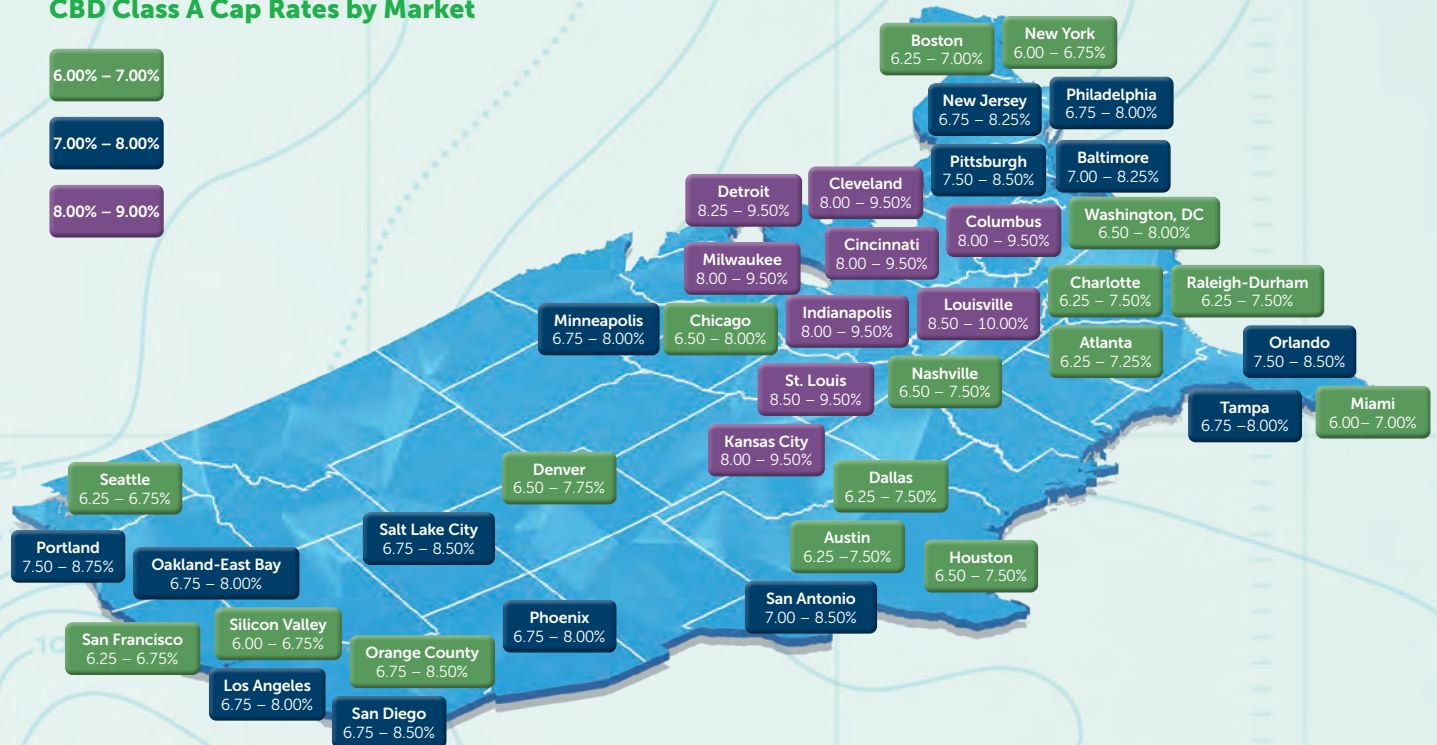 CBD Class A Cap Rates by Market
6.00% – 7.00%
7.00% – 8.00%
8.00% – 9.00%
Boston
6.25 – 7.00%
New York
6.00 – 6.75%
New Jersey
6.75 – 8.25%
Philadelphia
6.75 – 8.00%
Pittsburgh
7.50 – 8.50%
Baltimore
7.00 – 8.25%
Detroit
8.25 – 9.50%
Cleveland
8.00 – 9.50%
Columbus
8.00 – 9.50%
Washington, DC
6.50 – 8.00%
Milwaukee
8.00 – 9.50%
Cincinnati
8.00 – 9.50%
Charlotte
6.25 – 7.50%
Raleigh-Durham
6.25 – 7.50%
Minneapolis
6.75 – 8.00%
Chicago
6.50 – 8.00%
Indianapolis
8.00 – 9.50%
Louisville
8.50 – 10.00%
Atlanta
6.25 – 7.25%
Orlando
7.50 – 8.50%
St. Louis
8.50 – 9.50%
Nashville
6.50 – 7.50%
Tampa
6.75 –8.00%
Miami
6.00– 7.00%
Kansas City
8.00 – 9.50%
Seattle
6.25 – 6.75%
Denver
6.50 – 7.75%
Dallas
6.25 – 7.50%
Portland
7.50 – 8.75%
Oakland-East Bay
6.75 – 8.00%
Salt Lake City
6.75 – 8.50%
Austin
6.25 –7.50%
Houston
6.50 – 7.50%
San Francisco
6.25 – 6.75%
Silicon Valley
6.00 – 6.75%
Orange County
6.75 – 8.50%
Phoenix
6.75 – 8.00%
San Antonio
7.00 – 8.50%
Los Angeles
6.75 – 8.00%
San Diego
6.75 – 8.50%